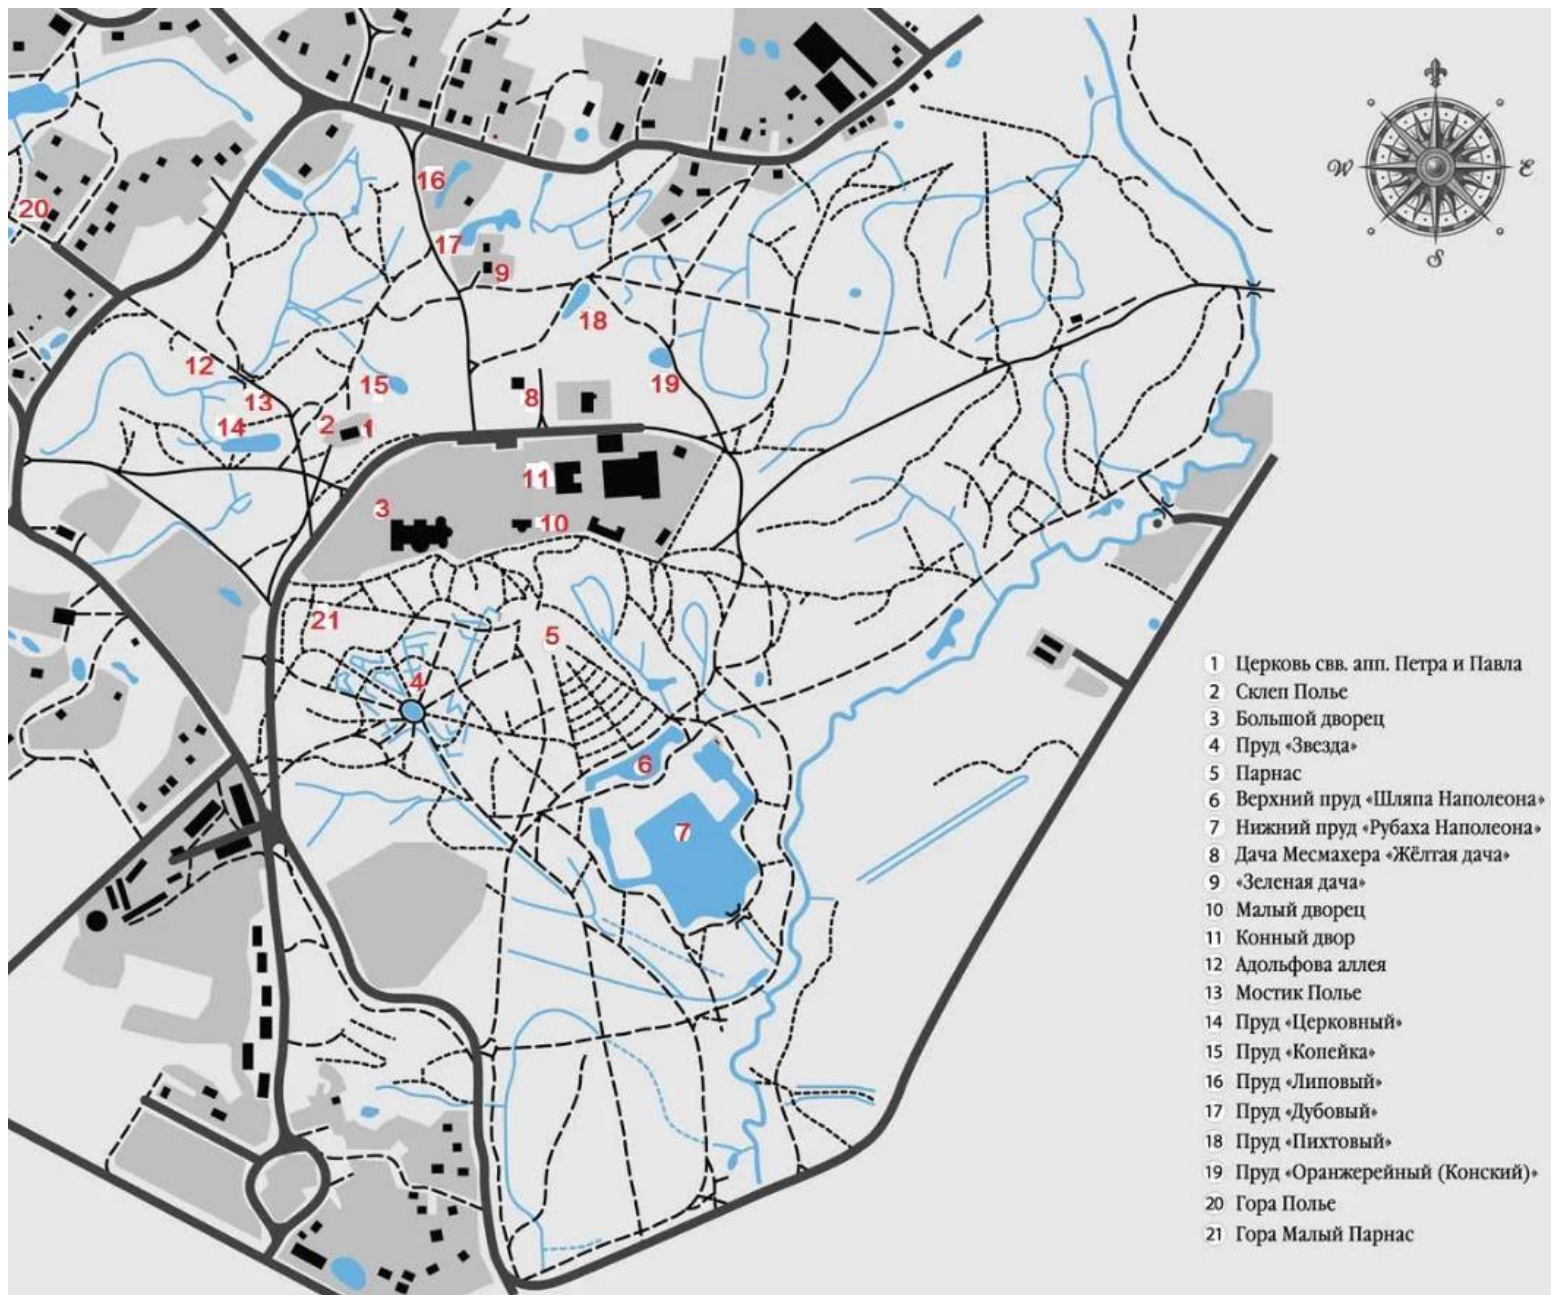 W
E
S
16
20
17
9
18
12
15
19
13
8
14
2
1
11
3
10
21
5
4
6
7
1 Церковь свв. апп. Петра и Павла
2 Склеп Полье
3 Большой дворец
4 Пруд «Звезда»
5 Парнас
6 Верхний пруд «Шляпа Наполеона»
7 Нижний пруд «Рубаха Наполеона»
8 Дача Месмахера «Жёлтая дача»
9 «Зеленая дача»
10 Малый дворец
11 Конный двор
12 Адольфова аллея
13 Мостик Полье
14 Пруд «Церковный»
15 Пруд «Копейка»
16 Пруд «Липовый»
17 Пруд «Дубовый»
18 Пруд «Пихтовый»
19 Пруд «Оранжерейный (Конский)»
20 Гора Полье
21 Гора Малый Парнас